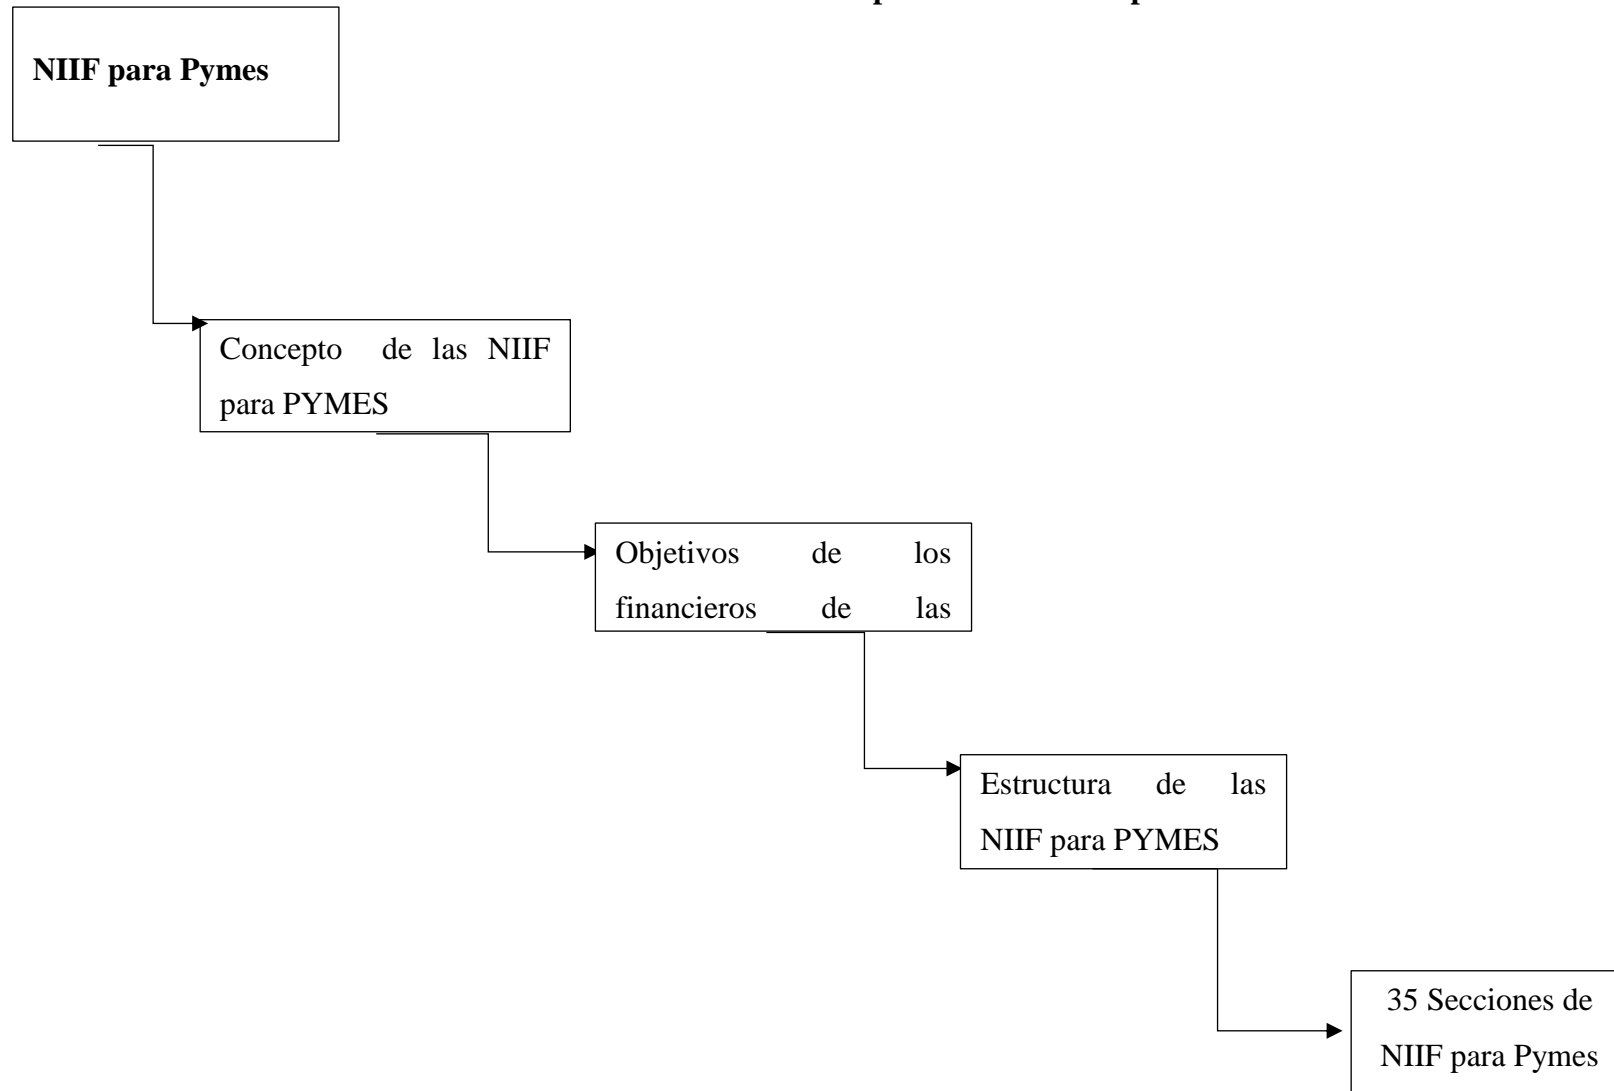 NIIF para Pymes
Concepto de las NIIF
para PYMES
Objetivos de los
financieros de las
Estructura de las
NIIF para PYMES
35 Secciones de
NIIF para Pymes